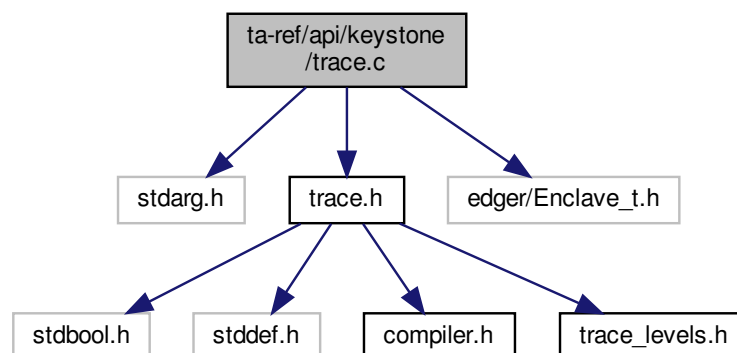 ta-ref/api/keystone
/trace.c
stdarg.h
trace.h
edger/Enclave_t.h
stdbool.h
stddef.h
compiler.h
trace_levels.h